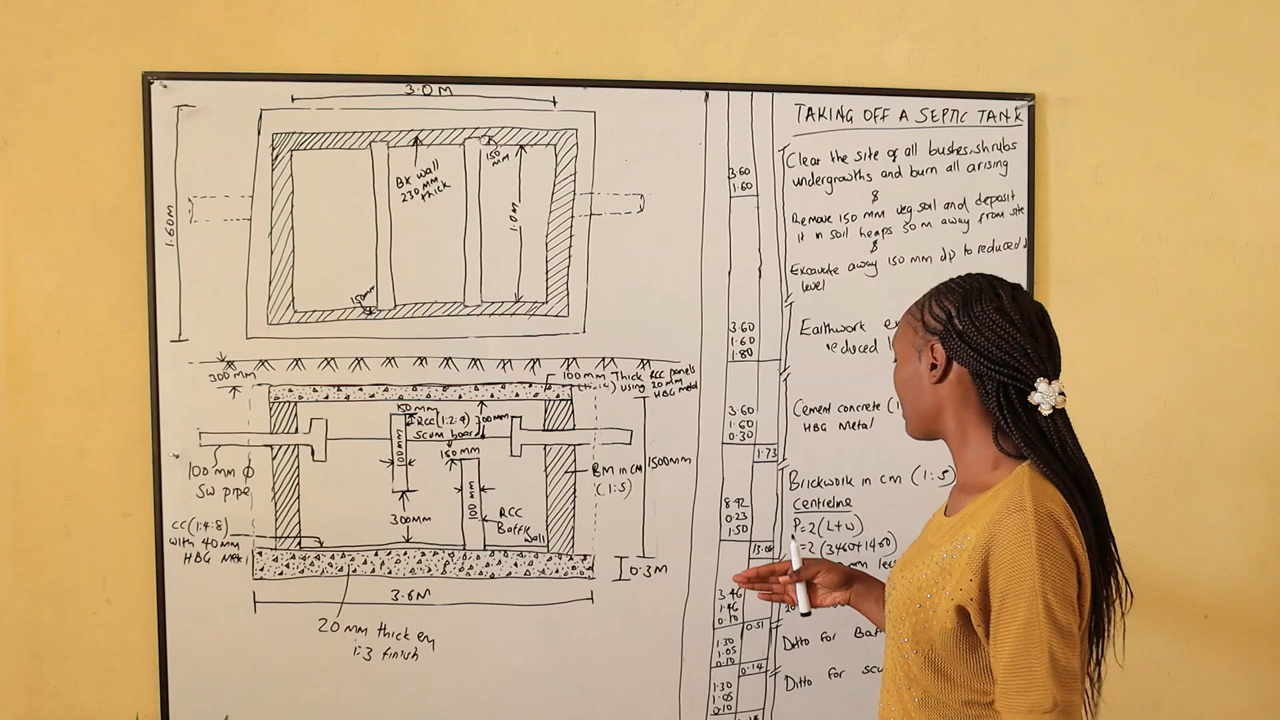 3.0M
1.60M
BK wall
230 MM
thick
150
MM
1.0M
150mm
300 MM
100 mm Thick RCC panels
using 20 MM
HBG metal
150 MM
RCC (1:2:4)
Scum board
300MM
100MM
150 MM
100 mm Φ
SW pipe
300MM
100MM
RCC
Baffle
Wall
BM in CM
(1:5)
1500MM
CC (1:4:8)
with 40MM
HBG
0.3M
3.6M
20 MM thick
1:3 finish
TAKING OFF A SEPTIC TANK
3.60
1.60
Clear the site of all bushes, shrubs
undergrowths and burn all arising
&
Remove 150 MM veg. soil and deposit
it in soil heaps 50 m away from site
&
Excavate away 150 MM dp to reduced
level
3.60
1.60
1.80
Earthwork
reduced
3.60
1.60
0.30
1.73
Cement concrete
HBG Metal
Brickwork in cm (1:5)
Centreline
8.92
0.23
1.50
P=2(L+W)
=2(3460+1460)
3.46
1.46
0.10
0.51
1.30
1.05
0.10
0.14
Ditto for
1.30
1.05
0.10
Ditto for